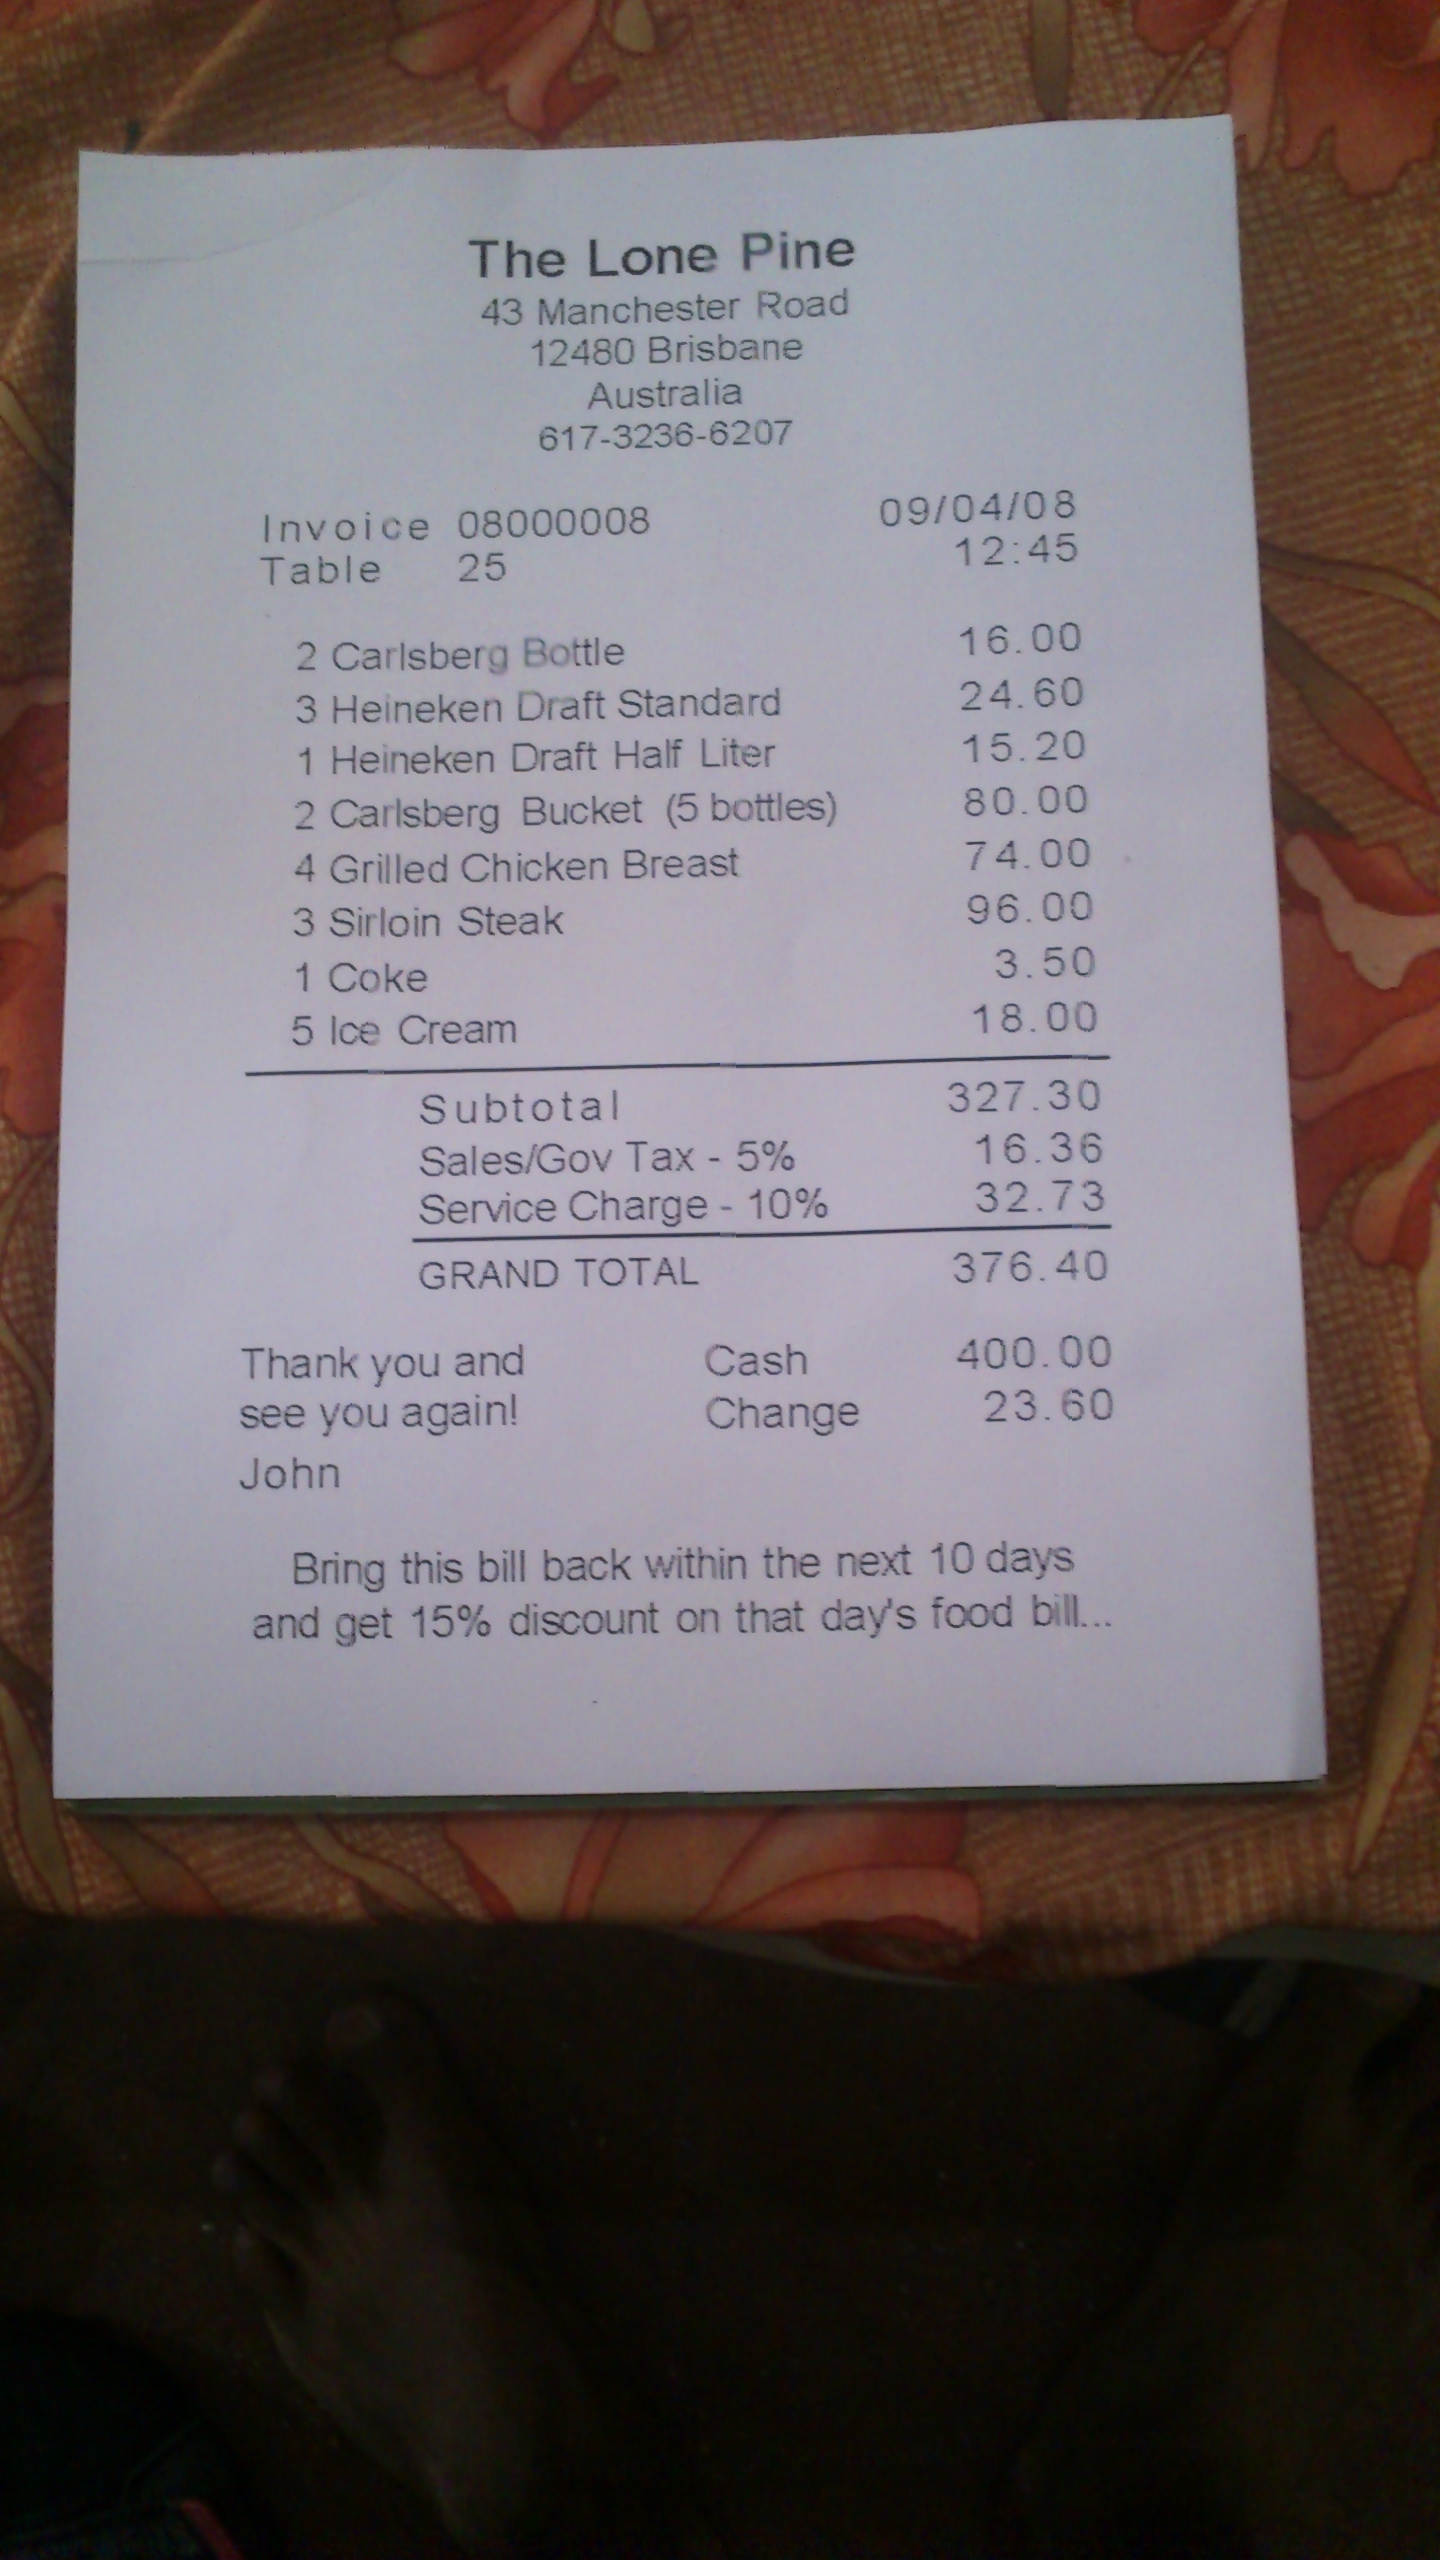 The Lone Pine
43 Manchester Road
12480 Brisbane
Australia
617-3236-6207
Invoice 08000008 09/04/08
Table 25 12:45
2 Carlsberg Bottle 16.00
3 Heineken Draft Standard 24.60
1 Heineken Draft Half Liter 15.20
2 Carlsberg Bucket (5 bottles) 80.00
4 Grilled Chicken Breast 74.00
3 Sirloin Steak 96.00
1 Coke 3.50
5 Ice Cream 18.00
Subtotal 327.30
Sales/Gov Tax - 5% 16.36
Service Charge - 10% 32.73
GRAND TOTAL 376.40
Thank you and Cash 400.00
see you again! Change 23.60
John
Bring this bill back within the next 10 days
and get 15% discount on that day's food bill...